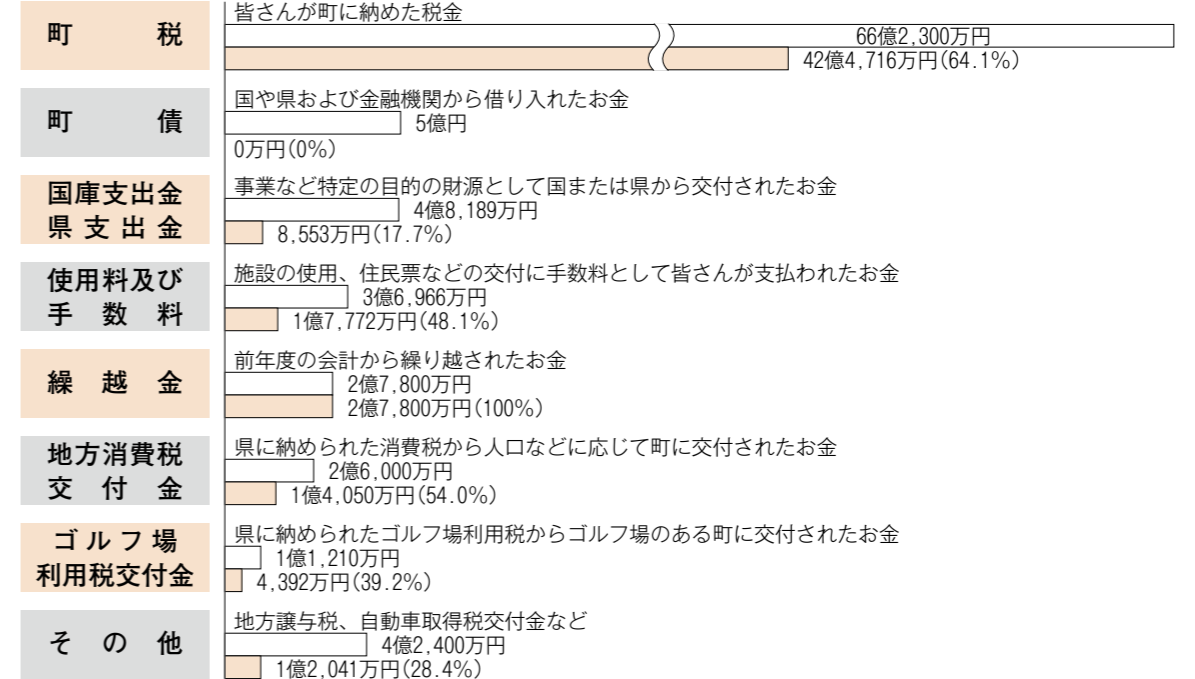 町税
皆さんが町に納めた税金
66億2,300万円
42億4,716万円(64.1%)
町債
国や県および金融機関から借り入れたお金
5億円
0万円(0%)
国庫支出金
県支出金
事業など特定の目的の財源として国または県から交付されたお金
4億8,189万円
8,553万円(17.7%)
使用料及び
手数料
施設の使用、住民票などの交付に手数料として皆さんが支払われたお金
3億6,966万円
1億7,772万円(48.1%)
繰越金
前年度の会計から繰り越されたお金
2億7,800万円
2億7,800万円(100%)
地方消費税
交付金
県に納められた消費税から人口などに応じて町に交付されたお金
2億6,000万円
1億4,050万円(54.0%)
ゴルフ場
利用税交付金
県に納められたゴルフ場利用税からゴルフ場のある町に交付されたお金
1億1,210万円
4,392万円(39.2%)
その他
地方譲与税、自動車取得税交付金など
4億2,400万円
1億2,041万円(28.4%)